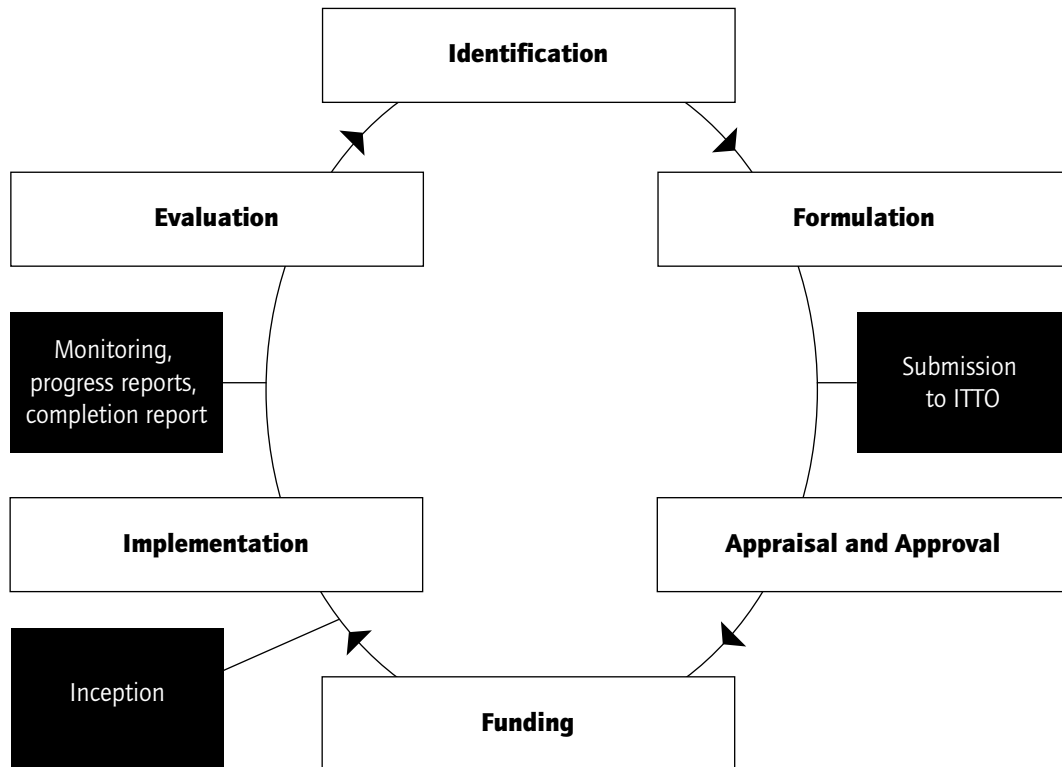 Identification
Evaluation
Formulation
Monitoring,
progress reports,
completion report
Submission
to ITTO
Implementation
Appraisal and Approval
Inception
Funding